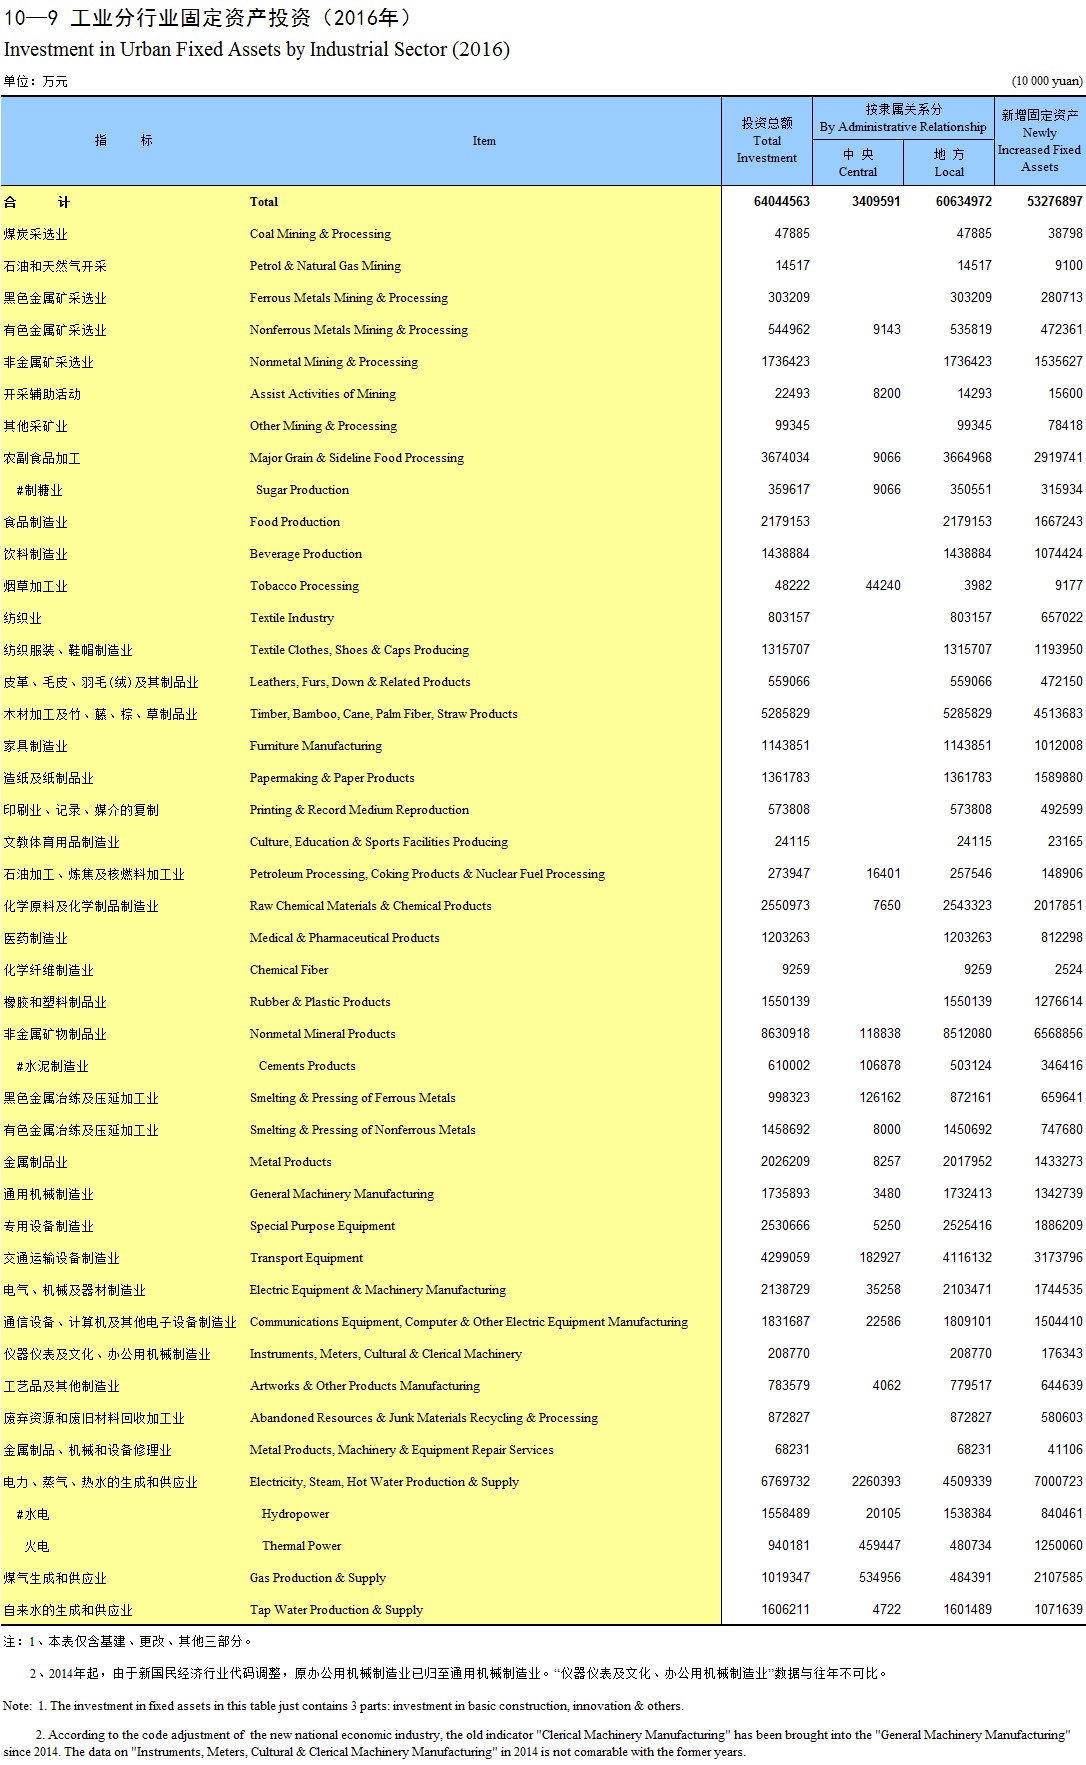 10—9 工业分行业固定资产投资（2016年）
Investment in Urban Fixed Assets by Industrial Sector (2016)
单位：万元 (10 000 yuan)
指 标 Item 投资总额 Total Investment 按隶属关系分 By Administrative Relationship 中 央 Central 地 方 Local 新增固定资产 Newly Increased Fixed Assets
合 计 Total 64044563 3409591 60634972 53276897
煤炭采选业 Coal Mining & Processing 47885 47885 38798
石油和天然气开采 Petrol & Natural Gas Mining 14517 14517 9100
黑色金属矿采选业 Ferrous Metals Mining & Processing 303209 303209 280713
有色金属矿采选业 Nonferrous Metals Mining & Processing 544962 9143 535819 472361
非金属矿采选业 Nonmetal Mining & Processing 1736423 1736423 1535627
开采辅助活动 Assist Activities of Mining 22493 8200 14293 15600
其他采矿业 Other Mining & Processing 99345 99345 78418
农副食品加工 Major Grain & Sideline Food Processing 3674034 9066 3664968 2919741
#制糖业 Sugar Production 359617 9066 350551 315934
食品制造业 Food Production 2179153 2179153 1667243
饮料制造业 Beverage Production 1438884 1438884 1074424
烟草加工业 Tobacco Processing 48222 44240 3982 9177
纺织业 Textile Industry 803157 803157 657022
纺织服装、鞋帽制造业 Textile Clothes, Shoes & Caps Producing 1315707 1315707 1193950
皮革、毛皮、羽毛(绒)及其制品业 Leathers, Furs, Down & Related Products 559066 559066 472150
木材加工及竹、藤、棕、草制品业 Timber, Bamboo, Cane, Palm Fiber, Straw Products 5285829 5285829 4513683
家具制造业 Furniture Manufacturing 1143851 1143851 1012008
造纸及纸制品业 Papermaking & Paper Products 1361783 1361783 1589880
印刷业、记录、媒介的复制 Printing & Record Medium Reproduction 573808 573808 492599
文教体育用品制造业 Culture, Education & Sports Facilities Producing 24115 24115 23165
石油加工、炼焦及核燃料加工业 Petroleum Processing, Coking Products & Nuclear Fuel Processing 273947 16401 257546 148906
化学原料及化学制品制造业 Raw Chemical Materials & Chemical Products 2550973 7650 2543323 2017851
医药制造业 Medical & Pharmaceutical Products 1203263 1203263 812298
化学纤维制造业 Chemical Fiber 9259 9259 2524
橡胶和塑料制品业 Rubber & Plastic Products 1550139 1550139 1276614
非金属矿物制品业 Nonmetal Mineral Products 8630918 118838 8512080 6568856
#水泥制造业 Cements Products 610002 106878 503124 346416
黑色金属冶练及压延加工业 Smelting & Pressing of Ferrous Metals 998323 126162 872161 659641
有色金属冶练及压延加工业 Smelting & Pressing of Nonferrous Metals 1458692 8000 1450692 747680
金属制品业 Metal Products 2026209 8257 2017952 1433273
通用机械制造业 General Machinery Manufacturing 1735893 3480 1732413 1342739
专用设备制造业 Special Purpose Equipment 2530666 5250 2525416 1886209
交通运输设备制造业 Transport Equipment 4299059 182927 4116132 3173796
电气、机械及器材制造业 Electric Equipment & Machinery Manufacturing 2138729 35258 2103471 1744535
通信设备、计算机及其他电子设备制造业 Communications Equipment, Computer & Other Electric Equipment Manufacturing 1831687 22586 1809101 1504410
仪器仪表及文化、办公用机械制造业 Instruments, Meters, Cultural & Clerical Machinery 208770 208770 176343
工艺品及其他制造业 Artworks & Other Products Manufacturing 783579 4062 779517 644639
废弃资源和废旧材料回收加工业 Abandoned Resources & Junk Materials Recycling & Processing 872827 872827 580603
金属制品、机械和设备修理业 Metal Products, Machinery & Equipment Repair Services 68231 68231 41106
电力、蒸气、热水的生成和供应业 Electricity, Steam, Hot Water Production & Supply 6769732 2260393 4509339 7000723
#水电 Hydropower 1558489 20105 1538384 840461
火电 Thermal Power 940181 459447 480734 1250060
煤气生成和供应业 Gas Production & Supply 1019347 534956 484391 2107585
自来水的生成和供应业 Tap Water Production & Supply 1606211 4722 1601489 1071639
注：1、本表仅含基建、更改、其他三部分。
2、2014年起，由于新国民经济行业代码调整，原办公用机械制造业已归至通用机械制造业。“仪器仪表及文化、办公用机械制造业”数据与往年不可比。
Note: 1. The investment in fixed assets in this table just contains 3 parts: investment in basic construction, innovation & others.
2. According to the code adjustment of the new national economic industry, the old indicator "Clerical Machinery Manufacturing" has been brought into the "General Machinery Manufacturing"
since 2014. The data on "Instruments, Meters, Cultural & Clerical Machinery Manufacturing" in 2014 is not comarable with the former years.